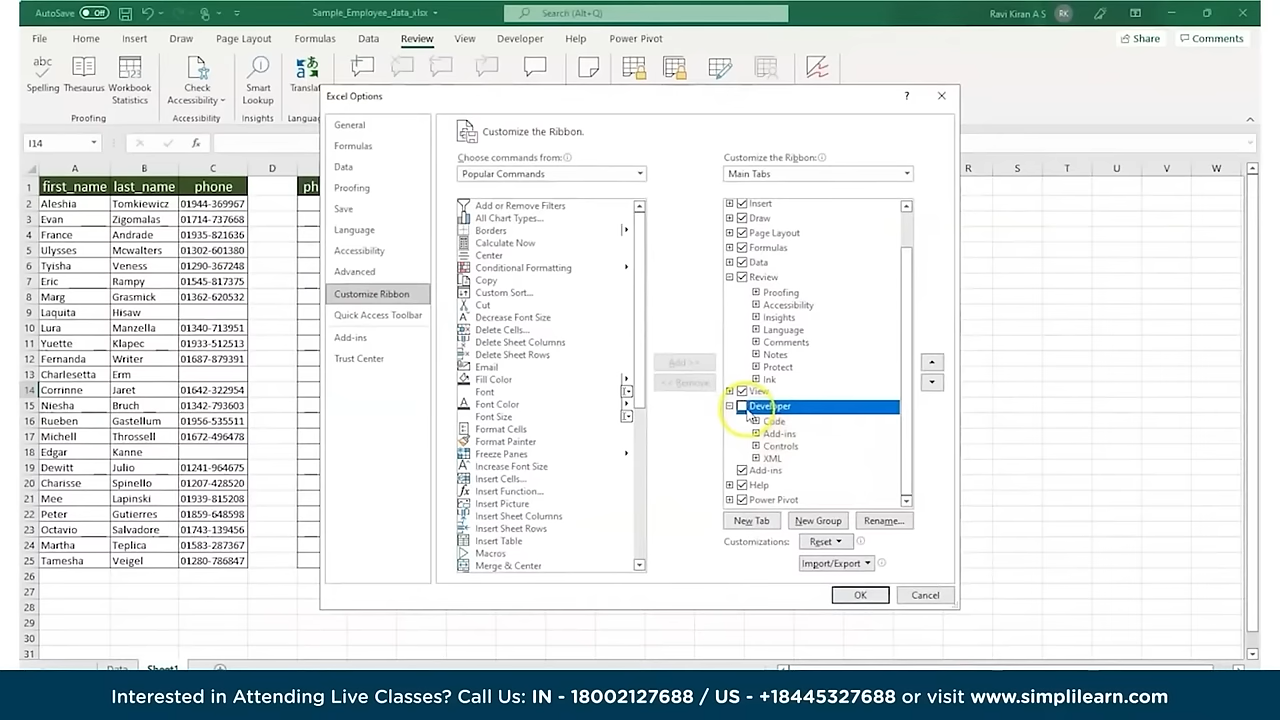 AutoSave Off Sample_Employee_data_xlsx Search (Alt+Q) Ravi Kiran A S RK
File Home Insert Draw Page Layout Formulas Data Review View Developer Help Power Pivot Share Comments
abc
Spelling Thesaurus Workbook Statistics Check Accessibility Smart Lookup
Proofing Accessibility Insights
Excel Options
?
General
Formulas
Data
Proofing
Save
Language
Accessibility
Advanced
Customize Ribbon
Quick Access Toolbar
Add-ins
Trust Center
Customize the Ribbon.
Choose commands from:
Popular Commands
Add or Remove Filters
All Chart Types...
Borders
Calculate Now
Center
Conditional Formatting
Copy
Custom Sort...
Cut
Decrease Font Size
Delete Cells...
Delete Sheet Columns
Delete Sheet Rows
Email
Fill Color
Font
Font Color
Font Size
Format Cells
Format Painter
Freeze Panes
Increase Font Size
Insert Cells...
fx Insert Function...
Insert Picture
Insert Sheet Columns
Insert Sheet Rows
Insert Table
Macros
Merge & Center
Add >>
<< Remove
Customize the Ribbon:
Main Tabs
Insert
Draw
Page Layout
Formulas
Data
Review
Proofing
Accessibility
Insights
Language
Comments
Notes
Protect
Ink
View
Developer
Code
Add-ins
Controls
XML
Add-ins
Help
Power Pivot
New Tab New Group Rename...
Customizations: Reset
Import/Export
OK Cancel
I14 fx
A B C D R S T U V W
1 first_name last_name phone
2 Aleshia Tomkiewicz 01944-369967
3 Evan Zigomalas 01714-737668
4 France Andrade 01935-821636
5 Ulysses Mcwalters 01302-601380
6 Tyisha Veness 01290-367248
7 Eric Rampy 01545-817375
8 Marg Grasmick 01362-620532
9 Laquita Hisaw
10 Lura Manzella 01340-713951
11 Yuette Klapec 01933-512513
12 Fernanda Writer 01687-879391
13 Charlesetta Erm
14 Corrinne Jaret 01642-322954
15 Niesha Bruch 01342-793603
16 Rueben Gastellum 01956-535511
17 Michell Throssell 01672-496478
18 Edgar Kanne
19 Dewitt Julio 01241-964675
20 Charisse Spinello 01207-428520
21 Mee Lapinski 01939-815208
22 Peter Gutierres 01859-648598
23 Octavio Salvadore 01743-139456
24 Martha Teplica 01583-287367
25 Tamesha Veigel 01280-786847
26
27
28
29
30
31
Data Sheet1
Interested in Attending Live Classes? Call Us: IN - 18002127688 / US - +18445327688 or visit www.simplilearn.com